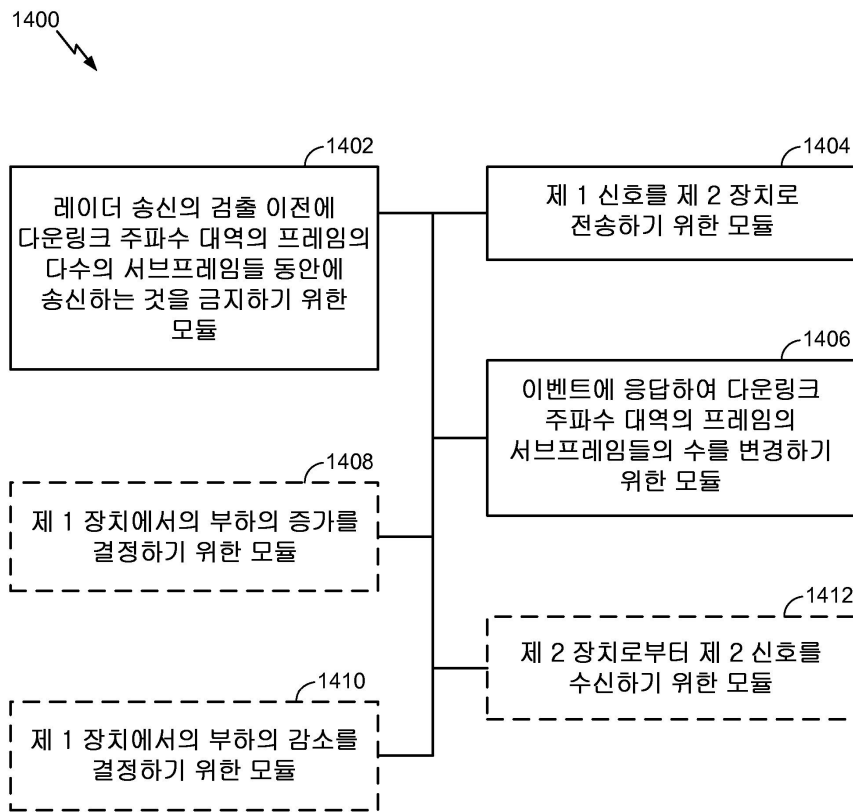 1400
1402
레이더 송신의 검출 이전에
다운링크 주파수 대역의 프레임의
다수의 서브프레임들 동안에
송신하는 것을 금지하기 위한
모듈
1404
제 1 신호를 제 2 장치로
전송하기 위한 모듈
1406
이벤트에 응답하여 다운링크
주파수 대역의 프레임의
서브프레임들의 수를 변경하기
위한 모듈
1408
제 1 장치에서의 부하의 증가를
결정하기 위한 모듈
1412
제 2 장치로부터 제 2 신호를
수신하기 위한 모듈
1410
제 1 장치에서의 부하의 감소를
결정하기 위한 모듈